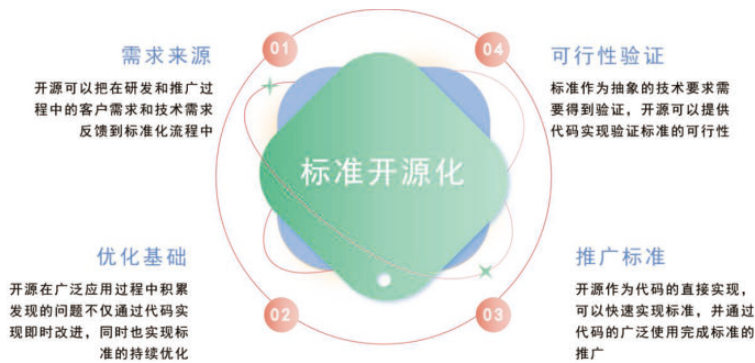 01
需求来源
开源可以把在研发和推广过
程中的客户需求和技术需求
反馈到标准化流程中
04
可行性验证
标准作为抽象的技术要求需
要得到验证，开源可以提供
代码实现验证标准的可行性
标准开源化
02
优化基础
开源在广泛应用过程中积累
发现的问题不仅通过代码实
现即时改进，同时也实现标
准的持续优化
03
推广标准
开源作为代码的直接实现，
可以快速实现标准，并通过
代码的广泛使用完成标准的
推广